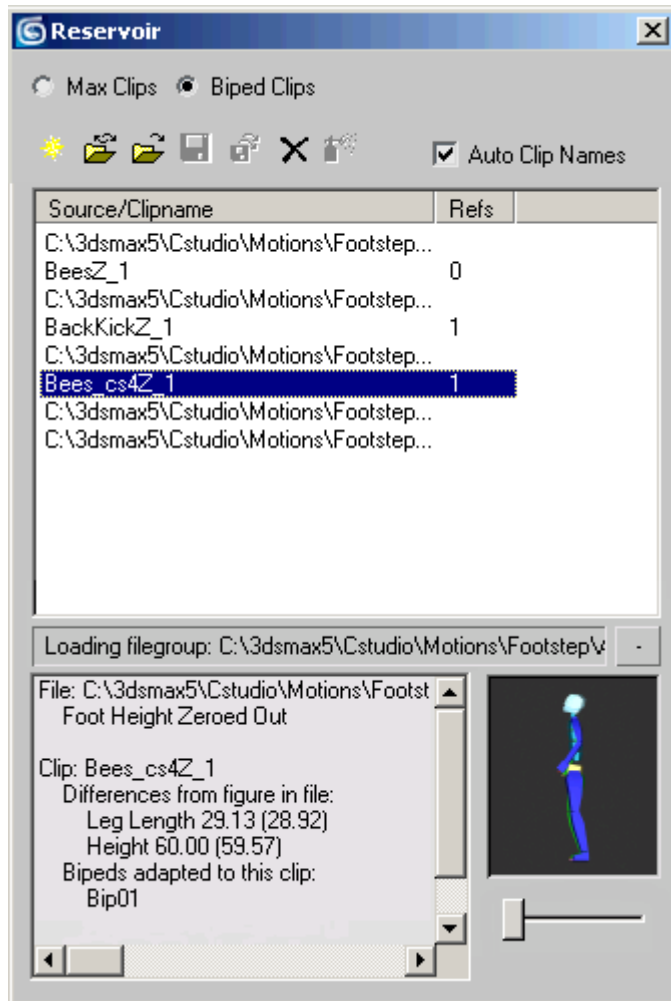 Reservoir
Max Clips Biped Clips
Auto Clip Names
Source/Clipname Refs
C:\3dsmax5\Cstudio\Motions\Footstep...
BeesZ_1 0
C:\3dsmax5\Cstudio\Motions\Footstep...
BackKickZ_1 1
C:\3dsmax5\Cstudio\Motions\Footstep...
Bees_cs4Z_1 1
C:\3dsmax5\Cstudio\Motions\Footstep...
C:\3dsmax5\Cstudio\Motions\Footstep...
Loading filegroup: C:\3dsmax5\Cstudio\Motions\Footstep\ -
File: C:\3dsmax5\Cstudio\Motions\Footst
Foot Height Zeroed Out
Clip: Bees_cs4Z_1
Differences from figure in file:
Leg Length 29.13 (28.92)
Height 60.00 (59.57)
Bipeds adapted to this clip:
Bip01